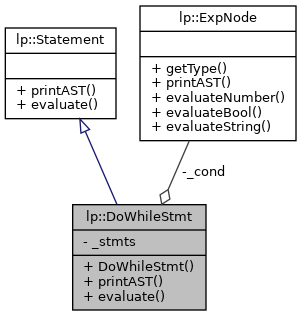 lp::Statement
+ printAST()
+ evaluate()
lp::ExpNode
+ getType()
+ printAST()
+ evaluateNumber()
+ evaluateBool()
+ evaluateString()
-_cond
lp::DoWhileStmt
- _stmts
+ DoWhileStmt()
+ printAST()
+ evaluate()